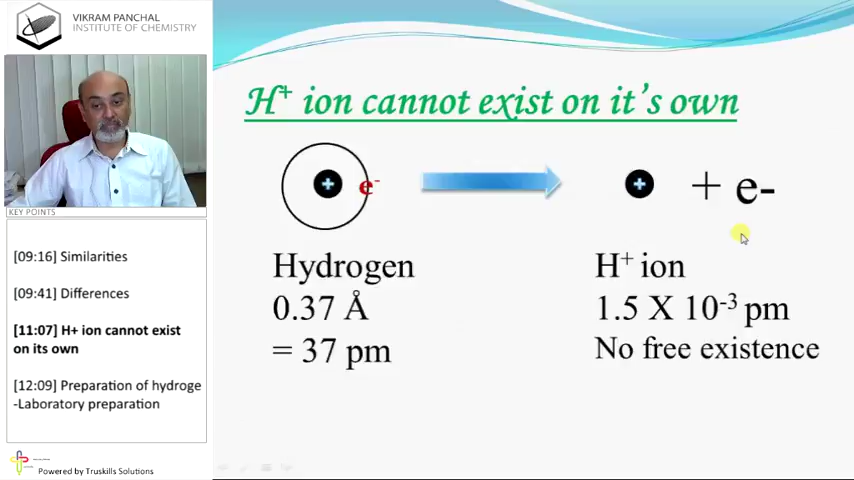 VIKRAM PANCHAL
INSTITUTE OF CHEMISTRY
H⁺ ion cannot exist on it's own
+ e⁻ + + e-
KEY POINTS
[09:16] Similarities
[09:41] Differences
[11:07] H+ ion cannot exist
on its own
[12:09] Preparation of hydroge
-Laboratory preparation
Hydrogen
0.37 Å
= 37 pm
H⁺ ion
1.5 X 10⁻³ pm
No free existence
Powered by Truskills Solutions